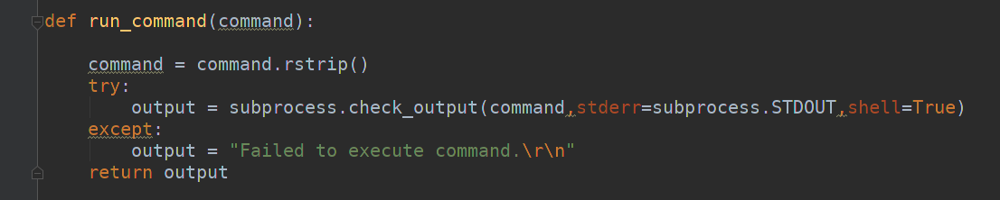 def run_command(command):
    command = command.rstrip()
    try:
        output = subprocess.check_output(command,stderr=subprocess.STDOUT,shell=True)
    except:
        output = "Failed to execute command.\r\n"
    return output